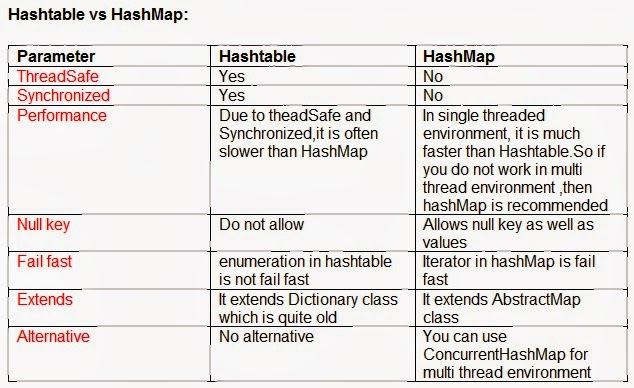 Hashtable vs HashMap:
Parameter Hashtable HashMap
ThreadSafe Yes No
Synchronized Yes No
Performance Due to theadSafe and In single threaded
Synchronized,it is often environment, it is much
slower than HashMap faster than Hashtable.So if
you do not work in multi
thread environment ,then
hashMap is recommended
Null key Do not allow Allows null key as well as
values
Fail fast enumeration in hashtable Iterator in hashMap is fail
is not fail fast fast
Extends It extends Dictionary class It extends AbstractMap
which is quite old class
Alternative No alternative You can use
ConcurrentHashMap for
multi thread environment